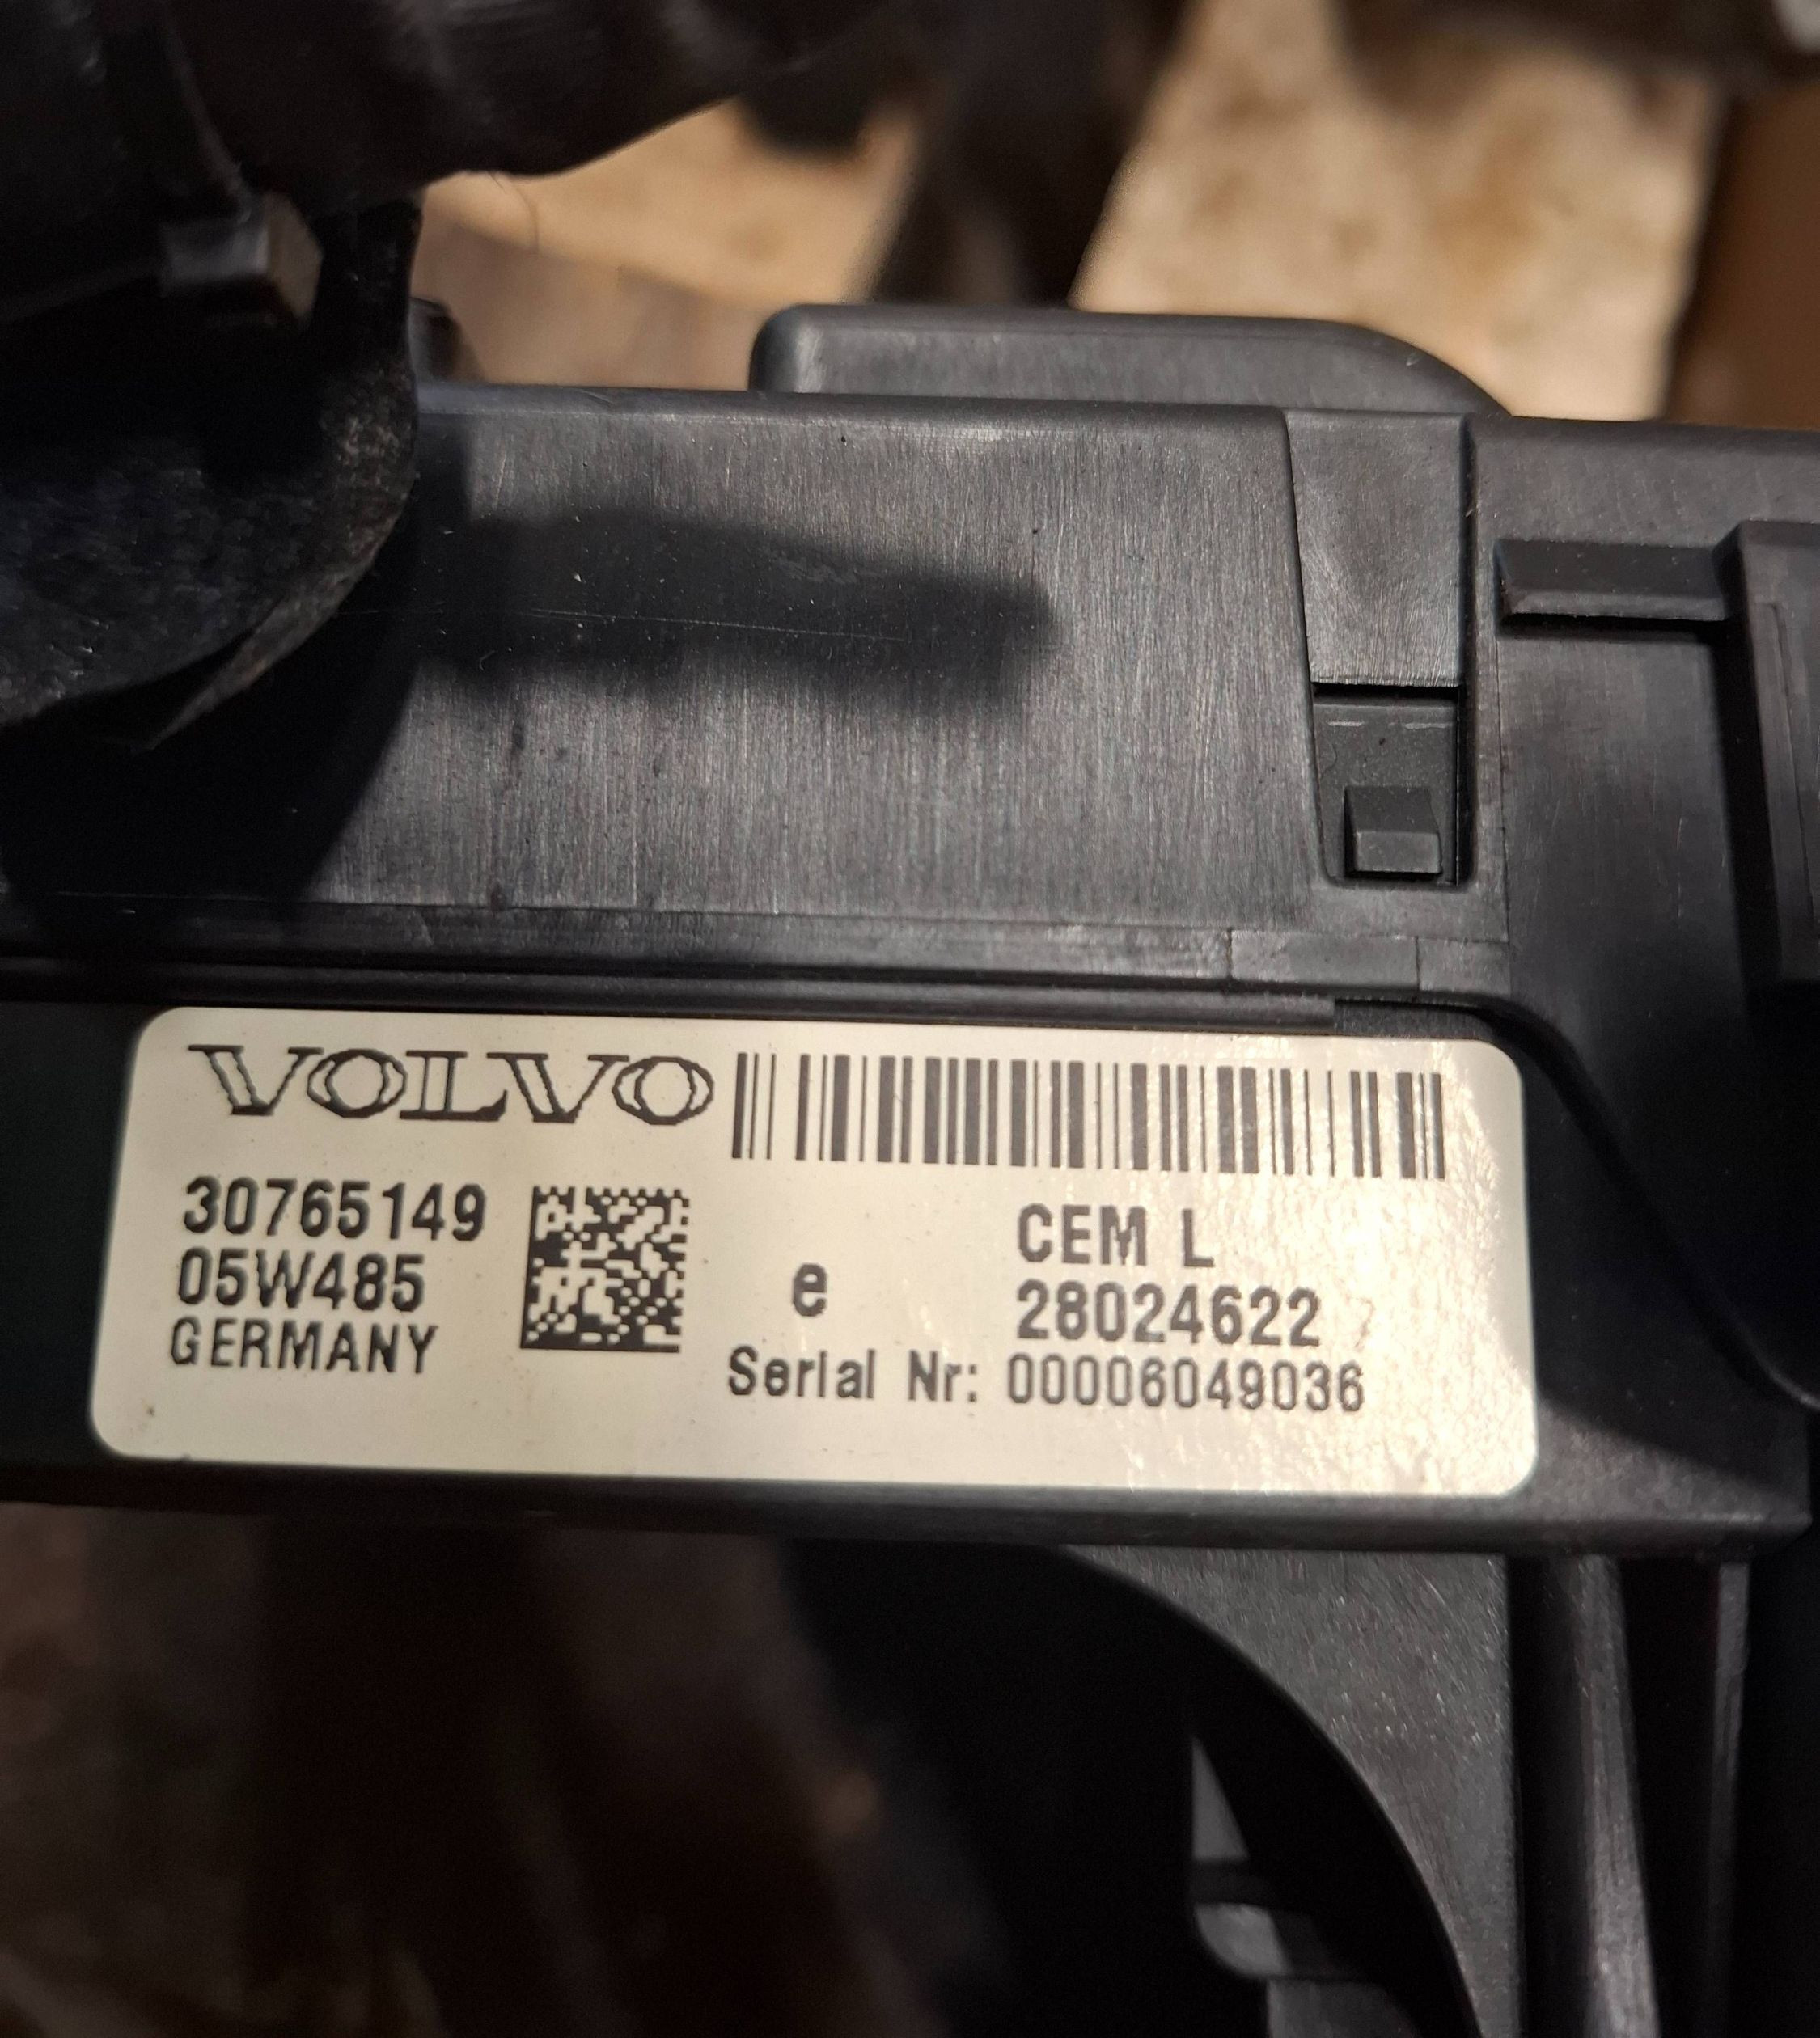 VOLVO
30765149
05W485
GERMANY
e
CEM L
28024622
Serial Nr: 00006049036